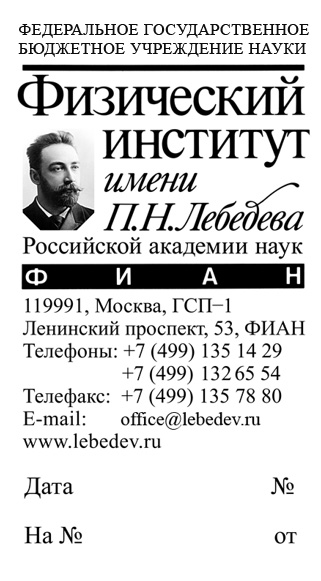 ФЕДЕРАЛЬНОЕ ГОСУДАРСТВЕННОЕ
БЮДЖЕТНОЕ УЧРЕЖДЕНИЕ НАУКИ
Физический
институт
имени
П.Н.Лебедева
Российской академии наук
ФИАН
119991, Москва, ГСП−1
Ленинский проспект, 53, ФИАН
Телефоны: +7 (499) 135 14 29
+7 (499) 132 65 54
Телефакс: +7 (499) 135 78 80
E-mail: office@lebedev.ru
www.lebedev.ru
Дата №
На № от